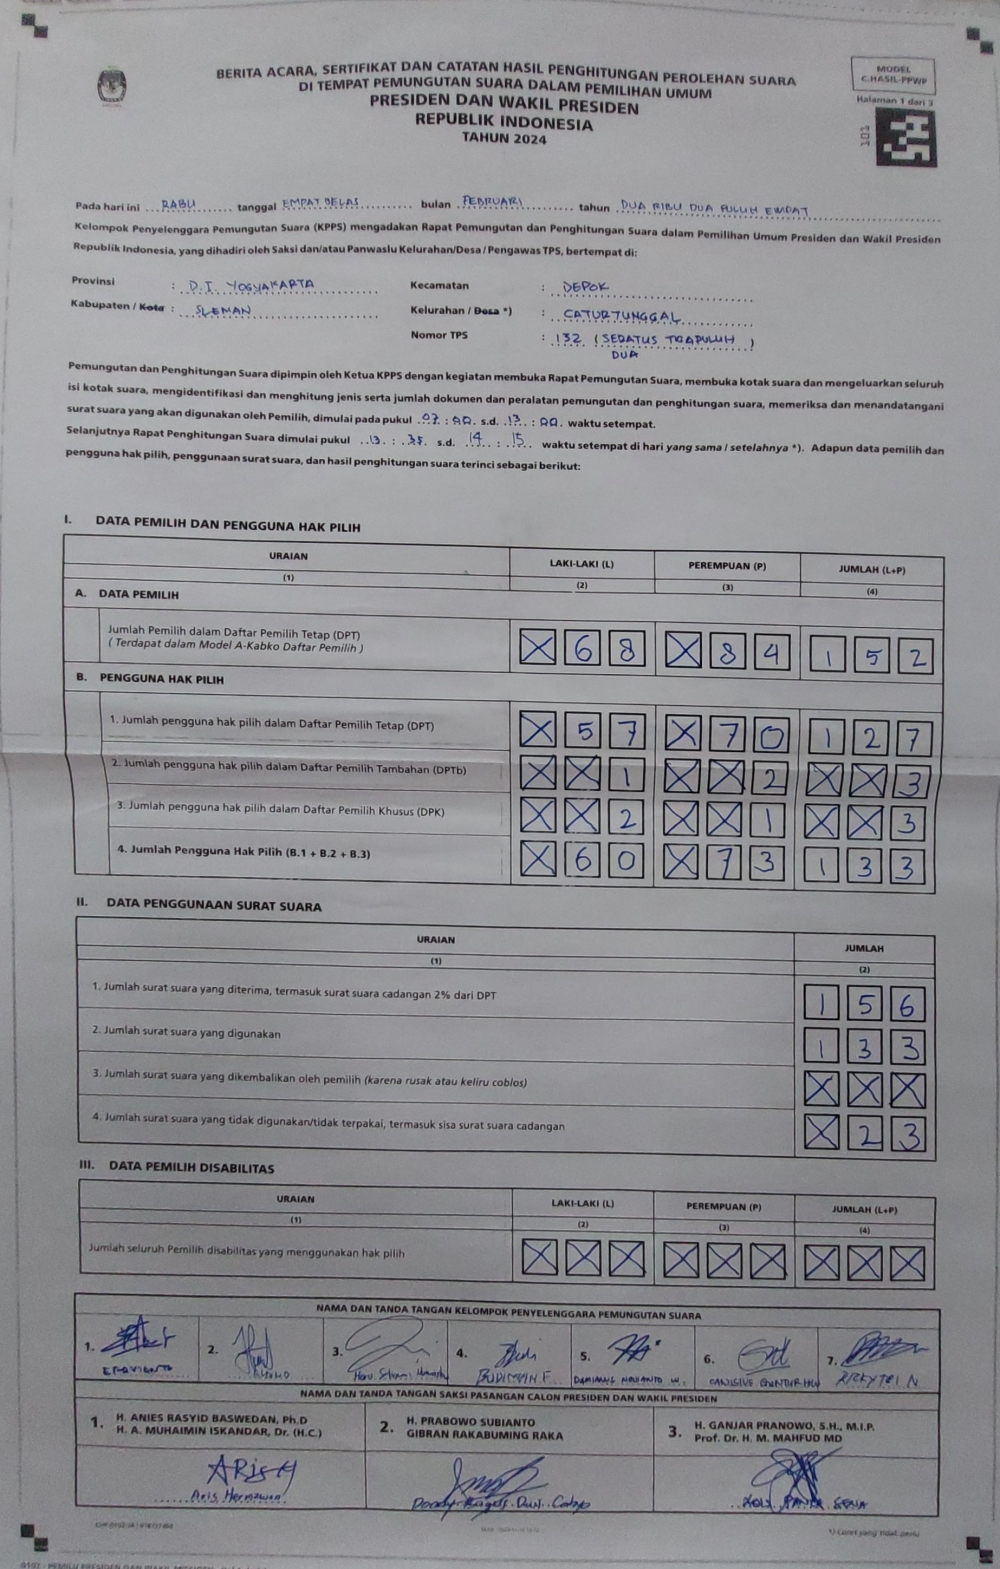 BERITA ACARA, SERTIFIKAT DAN CATATAN HASIL PENGHITUNGAN PEROLEHAN SUARA
DI TEMPAT PEMUNGUTAN SUARA DALAM PEMILIHAN UMUM
PRESIDEN DAN WAKIL PRESIDEN
REPUBLIK INDONESIA
TAHUN 2024
MODEL
C.HASIL-PPWP
Halaman 1 dari 3
101
Pada hari ini RABU tanggal EMPAT BELAS bulan FEBRUARI tahun DUA RIBU DUA PULUH EMPAT
Kelompok Penyelenggara Pemungutan Suara (KPPS) mengadakan Rapat Pemungutan dan Penghitungan Suara dalam Pemilihan Umum Presiden dan Wakil Presiden
Republik Indonesia, yang dihadiri oleh Saksi dan/atau Panwaslu Kelurahan/Desa / Pengawas TPS, bertempat di:
Provinsi : D.I. YOGYAKARTA Kecamatan : DEPOK
Kabupaten / Kota : SLEMAN Kelurahan / Desa *) : CATURTUNGGAL
Nomor TPS : 132 (SERATUS TIGAPULUH DUA)
Pemungutan dan Penghitungan Suara dipimpin oleh Ketua KPPS dengan kegiatan membuka Rapat Pemungutan Suara, membuka kotak suara dan mengeluarkan seluruh
isi kotak suara, mengidentifikasi dan menghitung jenis serta jumlah dokumen dan peralatan pemungutan dan penghitungan suara, memeriksa dan menandatangani
surat suara yang akan digunakan oleh Pemilih, dimulai pada pukul 07 : 00 s.d. 13 : 00 waktu setempat.
Selanjutnya Rapat Penghitungan Suara dimulai pukul 13 : 35 s.d. 14 : 15 waktu setempat di hari yang sama / setelahnya *). Adapun data pemilih dan
pengguna hak pilih, penggunaan surat suara, dan hasil penghitungan suara terinci sebagai berikut:
I. DATA PEMILIH DAN PENGGUNA HAK PILIH
URAIAN LAKI-LAKI (L) PEREMPUAN (P) JUMLAH (L+P)
(1) (2) (3) (4)
A. DATA PEMILIH
Jumlah Pemilih dalam Daftar Pemilih Tetap (DPT)
( Terdapat dalam Model A-Kabko Daftar Pemilih ) X 6 8 X 8 4 1 5 2
B. PENGGUNA HAK PILIH
1. Jumlah pengguna hak pilih dalam Daftar Pemilih Tetap (DPT) X 5 7 X 7 0 1 2 7
2. Jumlah pengguna hak pilih dalam Daftar Pemilih Tambahan (DPTb) X X 1 X X 2 X X 3
3. Jumlah pengguna hak pilih dalam Daftar Pemilih Khusus (DPK) X X 2 X X 1 X X 3
4. Jumlah Pengguna Hak Pilih (B.1 + B.2 + B.3) X 6 0 X 7 3 1 3 3
II. DATA PENGGUNAAN SURAT SUARA
URAIAN JUMLAH
(1) (2)
1. Jumlah surat suara yang diterima, termasuk surat suara cadangan 2% dari DPT 1 5 6
2. Jumlah surat suara yang digunakan 1 3 3
3. Jumlah surat suara yang dikembalikan oleh pemilih (karena rusak atau keliru coblos) X X X
4. Jumlah surat suara yang tidak digunakan/tidak terpakai, termasuk sisa surat suara cadangan X 2 3
III. DATA PEMILIH DISABILITAS
URAIAN LAKI-LAKI (L) PEREMPUAN (P) JUMLAH (L+P)
(1) (2) (3) (4)
Jumlah seluruh Pemilih disabilitas yang menggunakan hak pilih X X X X X X X X X
NAMA DAN TANDA TANGAN KELOMPOK PENYELENGGARA PEMUNGUTAN SUARA
1. 2. 3. 4. 5. 6. 7.
BUDIMAN F. DAMIANUS NOVIANTO W. RIRKYTRI N
NAMA DAN TANDA TANGAN SAKSI PASANGAN CALON PRESIDEN DAN WAKIL PRESIDEN
1. H. ANIES RASYID BASWEDAN, Ph.D
H. A. MUHAIMIN ISKANDAR, Dr. (H.C.)
2. H. PRABOWO SUBIANTO
GIBRAN RAKABUMING RAKA
3. H. GANJAR PRANOWO, S.H., M.I.P.
Prof. Dr. H. M. MAHFUD MD
Aris Hermawan
*) Coret yang tidak perlu